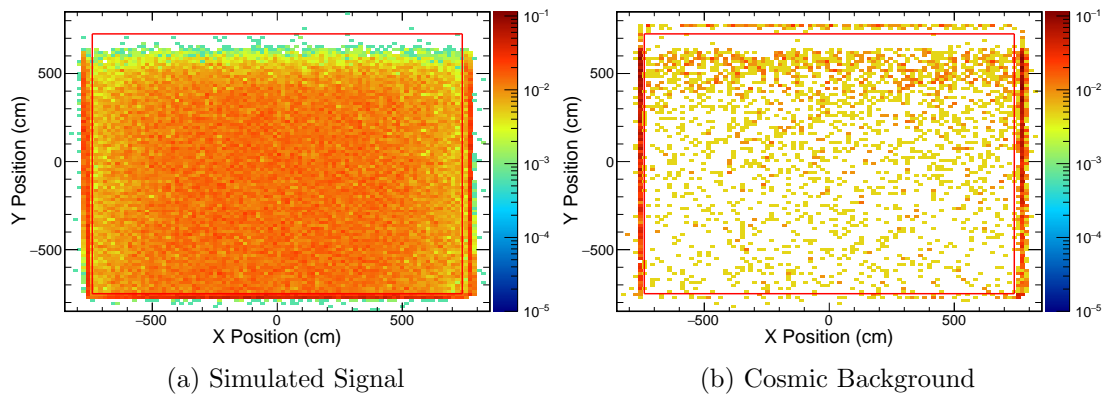 10⁻¹
10⁻²
10⁻³
10⁻⁴
10⁻⁵
500
0
−500
Y Position (cm)
−500 0 500
X Position (cm)
(a) Simulated Signal
10⁻¹
10⁻²
10⁻³
10⁻⁴
10⁻⁵
500
0
−500
Y Position (cm)
−500 0 500
X Position (cm)
(b) Cosmic Background